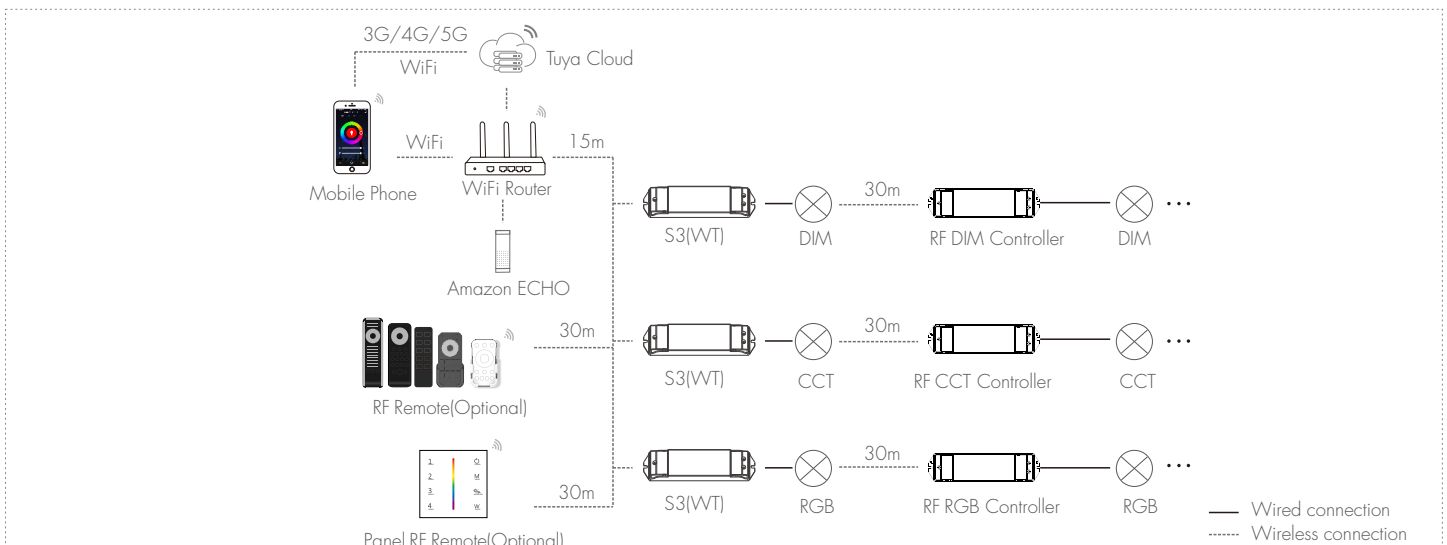 3G/4G/5G
WiFi
Tuya Cloud
WiFi
15m
Mobile Phone
WiFi Router
Amazon ECHO
S3(WT)
DIM
30m
RF DIM Controller
DIM
...
30m
RF Remote(Optional)
S3(WT)
CCT
30m
RF CCT Controller
CCT
...
1
2
M
3
4
W
30m
Panel RF Remote(Optional)
S3(WT)
RGB
30m
RF RGB Controller
RGB
...
Wired connection
Wireless connection